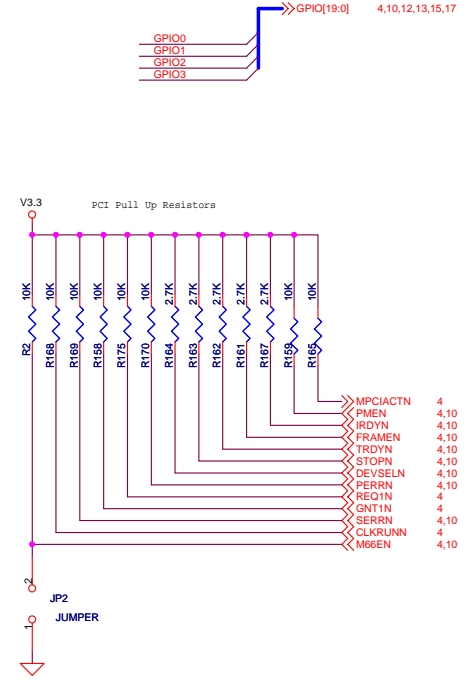 GPIO[19:0] 4,10,12,13,15,17
GPIO0
GPIO1
GPIO2
GPIO3
V3.3
PCI Pull Up Resistors
10K 10K 10K 10K 10K 10K 2.7K 2.7K 2.7K 2.7K 2.7K 10K 10K
R2 R168 R169 R158 R175 R170 R164 R163 R162 R161 R167 R159 R165
MPCIACTN 4
PMEN 4,10
IRDYN 4,10
FRAMEN 4,10
TRDYN 4,10
STOPN 4,10
DEVSELN 4,10
PERRN 4,10
REQ1N 4
GNT1N 4
SERRN 4,10
CLKRUNN 4
M66EN 4,10
2
JP2
JUMPER
1